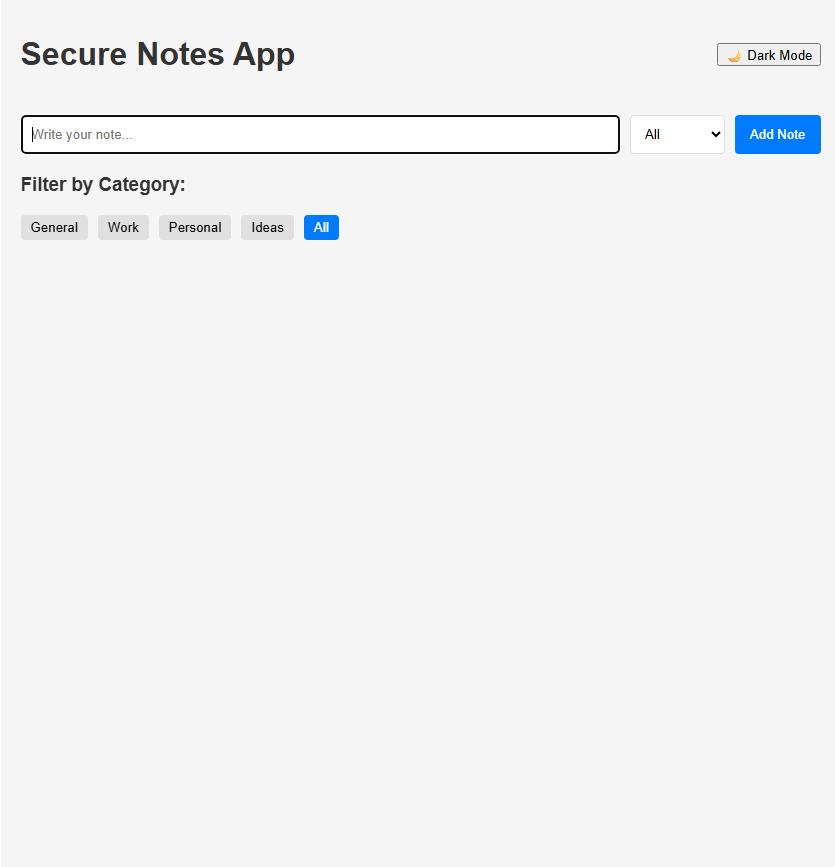 Secure Notes App
🌙 Dark Mode
Write your note...
All
Add Note
Filter by Category:
General Work Personal Ideas All